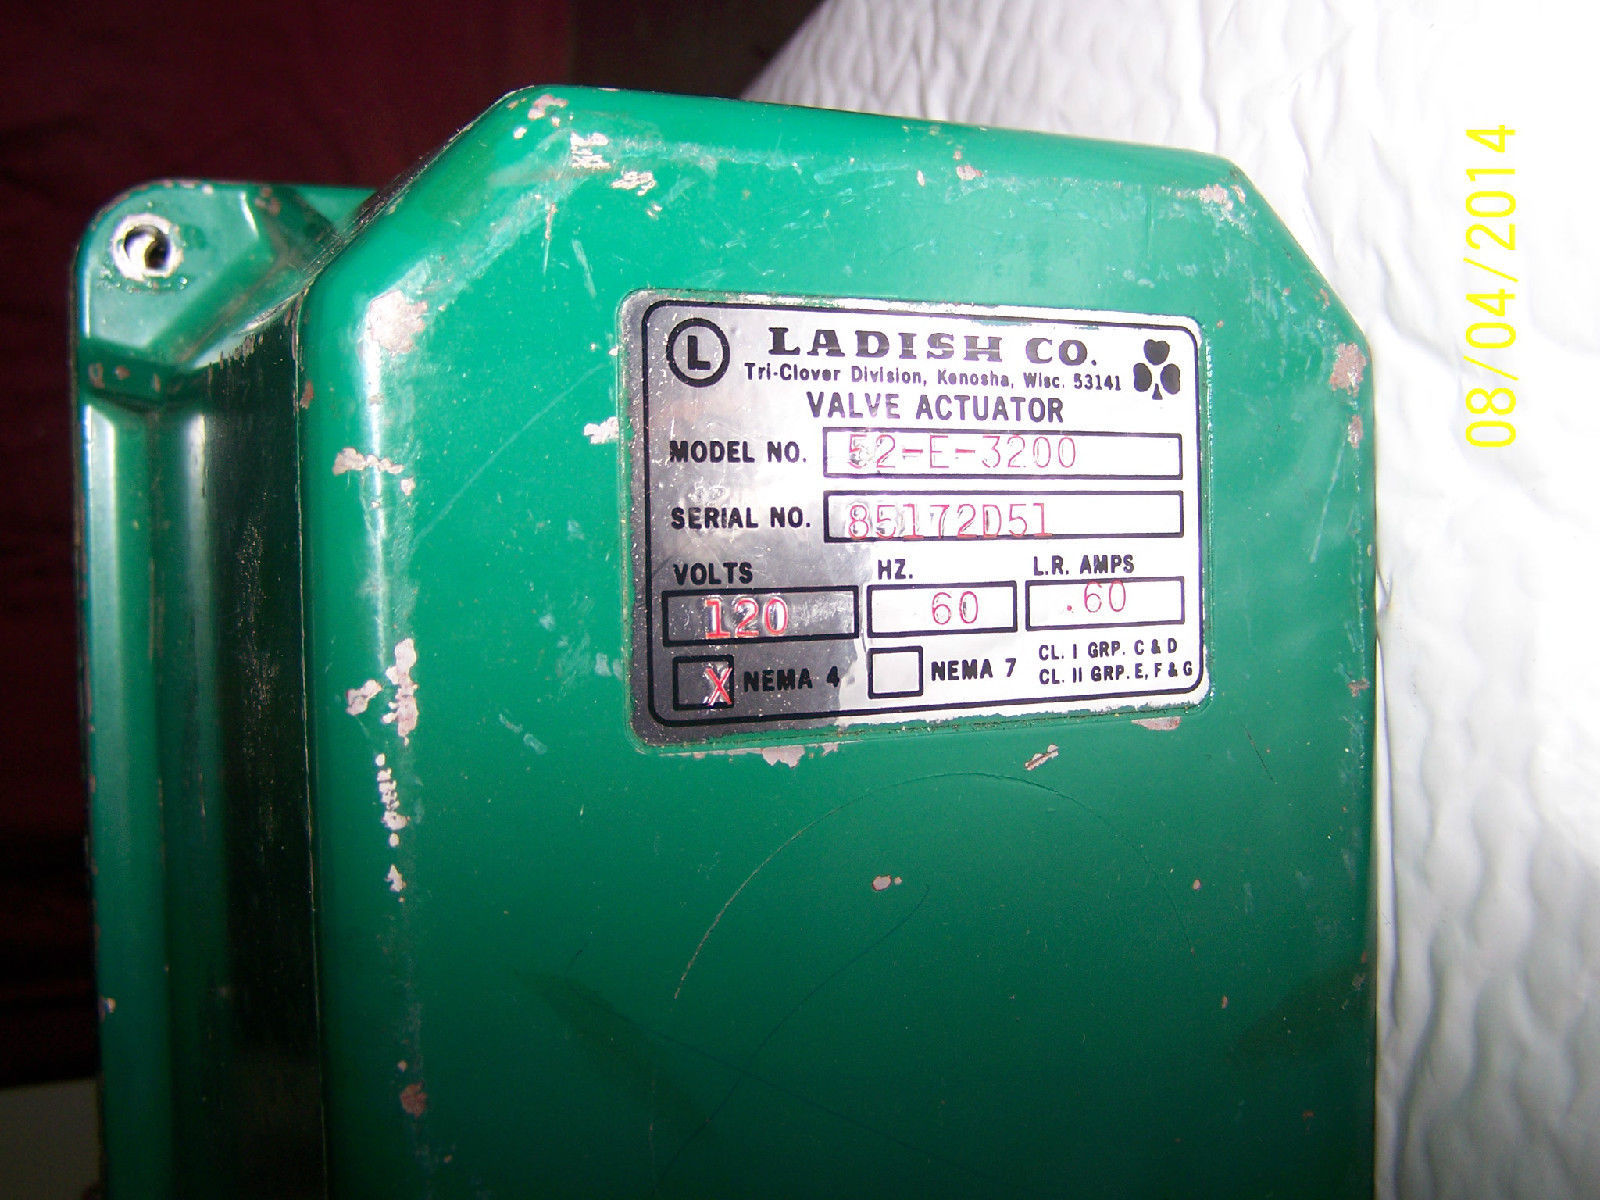 L LADISH CO.
Tri-Clover Division, Kenosha, Wisc. 53141
VALVE ACTUATOR
MODEL NO. 52-E-3200
SERIAL NO. 85172D51
VOLTS HZ. L.R. AMPS
120 60 .60
X NEMA 4 NEMA 7 CL. I GRP. C & D
CL. II GRP. E, F & G
08/04/2014